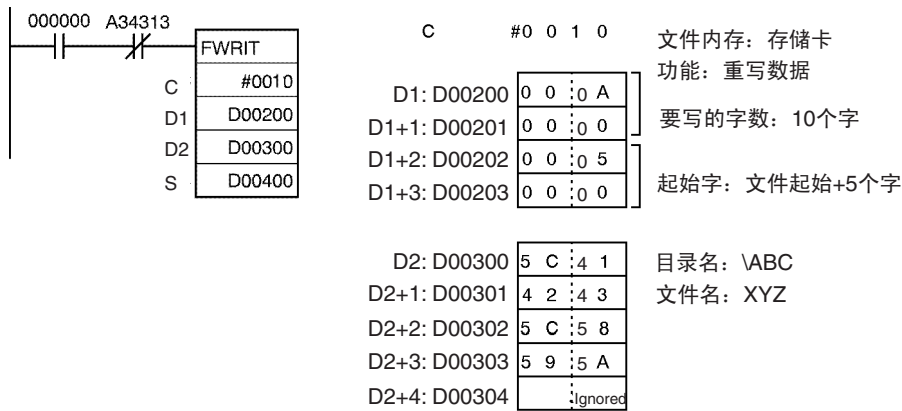 000000 A34313
FWRIT
C #0010
D1 D00200
D2 D00300
S D00400
C #0 0 1 0
文件内存：存储卡
功能：重写数据
D1: D00200 0 0 0 A
D1+1: D00201 0 0 0 0
要写的字数：10个字
D1+2: D00202 0 0 0 5
D1+3: D00203 0 0 0 0
起始字：文件起始+5个字
D2: D00300 5 C 4 1
目录名：\ABC
D2+1: D00301 4 2 4 3
文件名：XYZ
D2+2: D00302 5 C 5 8
D2+3: D00303 5 9 5 A
D2+4: D00304 Ignored